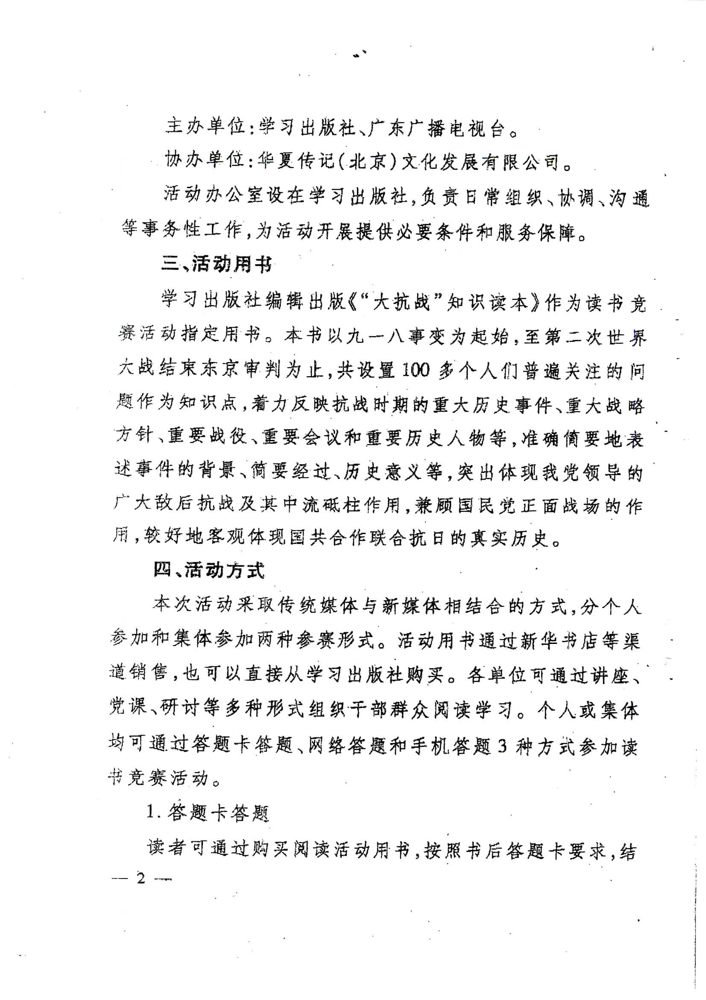 主办单位:学习出版社、广东广播电视台。
协办单位:华夏传记(北京)文化发展有限公司。
活动办公室设在学习出版社,负责日常组织、协调、沟通
等事务性工作,为活动开展提供必要条件和服务保障。
三、活动用书
学习出版社编辑出版《“大抗战”知识读本》作为读书竞
赛活动指定用书。本书以九一八事变为起始,至第二次世界
大战结束东京审判为止,共设置100多个人们普遍关注的问
题作为知识点,着力反映抗战时期的重大历史事件、重大战略
方针、重要战役、重要会议和重要历史人物等,准确简要地表
述事件的背景、简要经过、历史意义等,突出体现我党领导的
广大敌后抗战及其中流砥柱作用,兼顾国民党正面战场的作
用,较好地客观体现国共合作联合抗日的真实历史。
四、活动方式
本次活动采取传统媒体与新媒体相结合的方式,分个人
参加和集体参加两种参赛形式。活动用书通过新华书店等渠
道销售,也可以直接从学习出版社购买。各单位可通过讲座、
党课、研讨等多种形式组织干部群众阅读学习。个人或集体
均可通过答题卡答题、网络答题和手机答题3种方式参加读
书竞赛活动。
1.答题卡答题
读者可通过购买阅读活动用书,按照书后答题卡要求,结
— 2 —